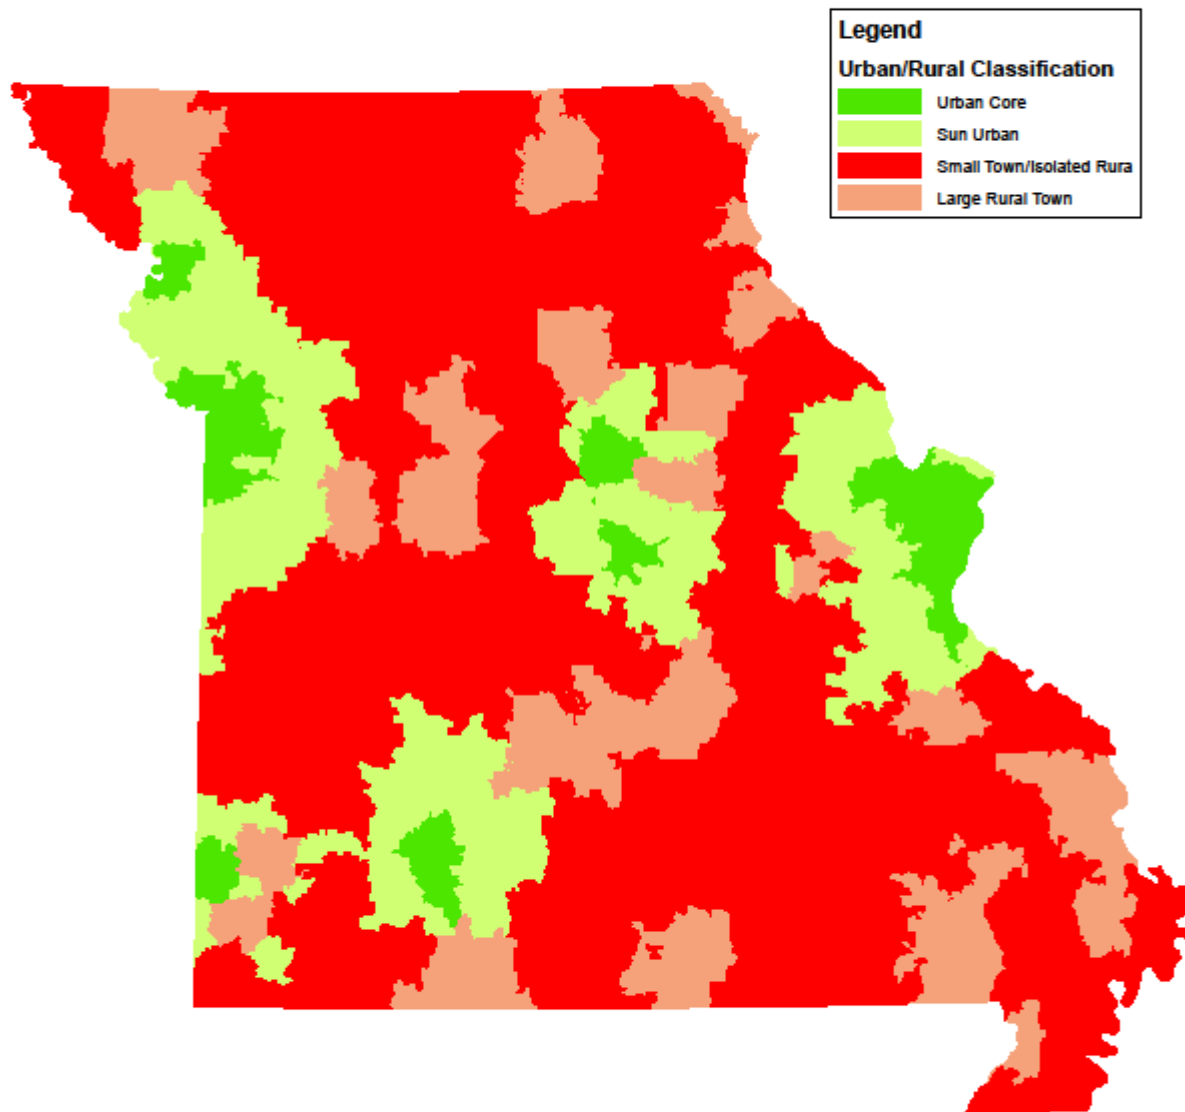 Legend
Urban/Rural Classification
Urban Core
Sun Urban
Small Town/Isolated Rura
Large Rural Town